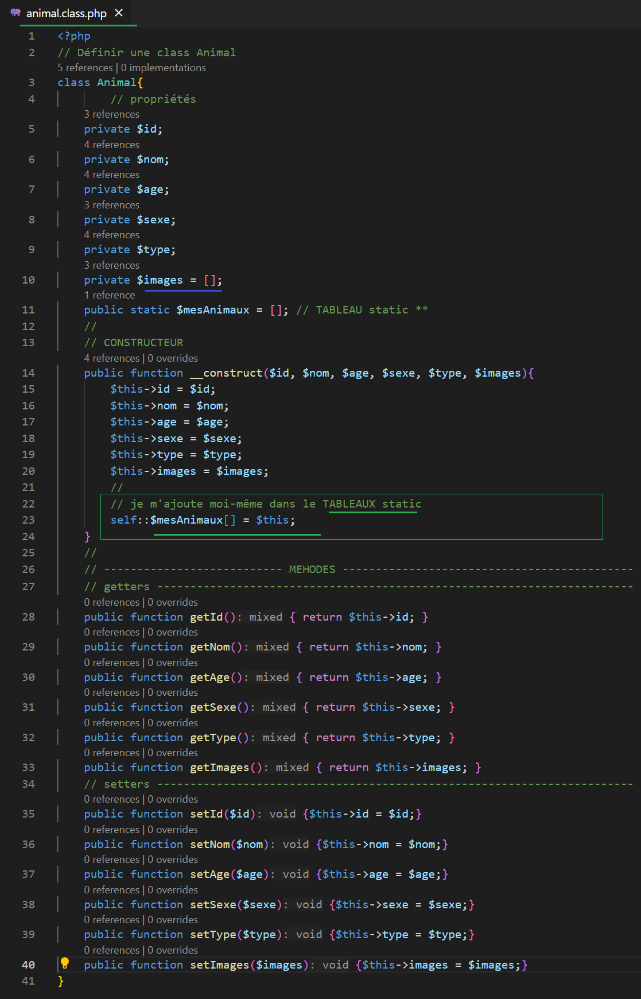 animal.class.php ×
1 <?php
2 // Définir une class Animal
5 references | 0 implementations
3 class Animal{
4 // propriétés
3 references
5 private $id;
4 references
6 private $nom;
4 references
7 private $age;
3 references
8 private $sexe;
4 references
9 private $type;
3 references
10 private $images = [];
1 reference
11 public static $mesAnimaux = []; // TABLEAU static **
12 //
13 // CONSTRUCTEUR
4 references | 0 overrides
14 public function __construct($id, $nom, $age, $sexe, $type, $images){
15 $this->id = $id;
16 $this->nom = $nom;
17 $this->age = $age;
18 $this->sexe = $sexe;
19 $this->type = $type;
20 $this->images = $images;
21 //
22 // je m'ajoute moi-même dans le TABLEAUX static
23 self::$mesAnimaux[] = $this;
24 }
25 //
26 // --------------------------- MEHODES --------------------------------------------
27 // getters ------------------------------------------------------------------------
0 references | 0 overrides
28 public function getId(): mixed { return $this->id; }
0 references | 0 overrides
29 public function getNom(): mixed { return $this->nom; }
0 references | 0 overrides
30 public function getAge(): mixed { return $this->age; }
0 references | 0 overrides
31 public function getSexe(): mixed { return $this->sexe; }
0 references | 0 overrides
32 public function getType(): mixed { return $this->type; }
0 references | 0 overrides
33 public function getImages(): mixed { return $this->images; }
34 // setters ------------------------------------------------------------------------
0 references | 0 overrides
35 public function setId($id): void {$this->id = $id;}
0 references | 0 overrides
36 public function setNom($nom): void {$this->nom = $nom;}
0 references | 0 overrides
37 public function setAge($age): void {$this->age = $age;}
0 references | 0 overrides
38 public function setSexe($sexe): void {$this->sexe = $sexe;}
0 references | 0 overrides
39 public function setType($type): void {$this->type = $type;}
0 references | 0 overrides
40 public function setImages($images): void {$this->images = $images;}
41 }